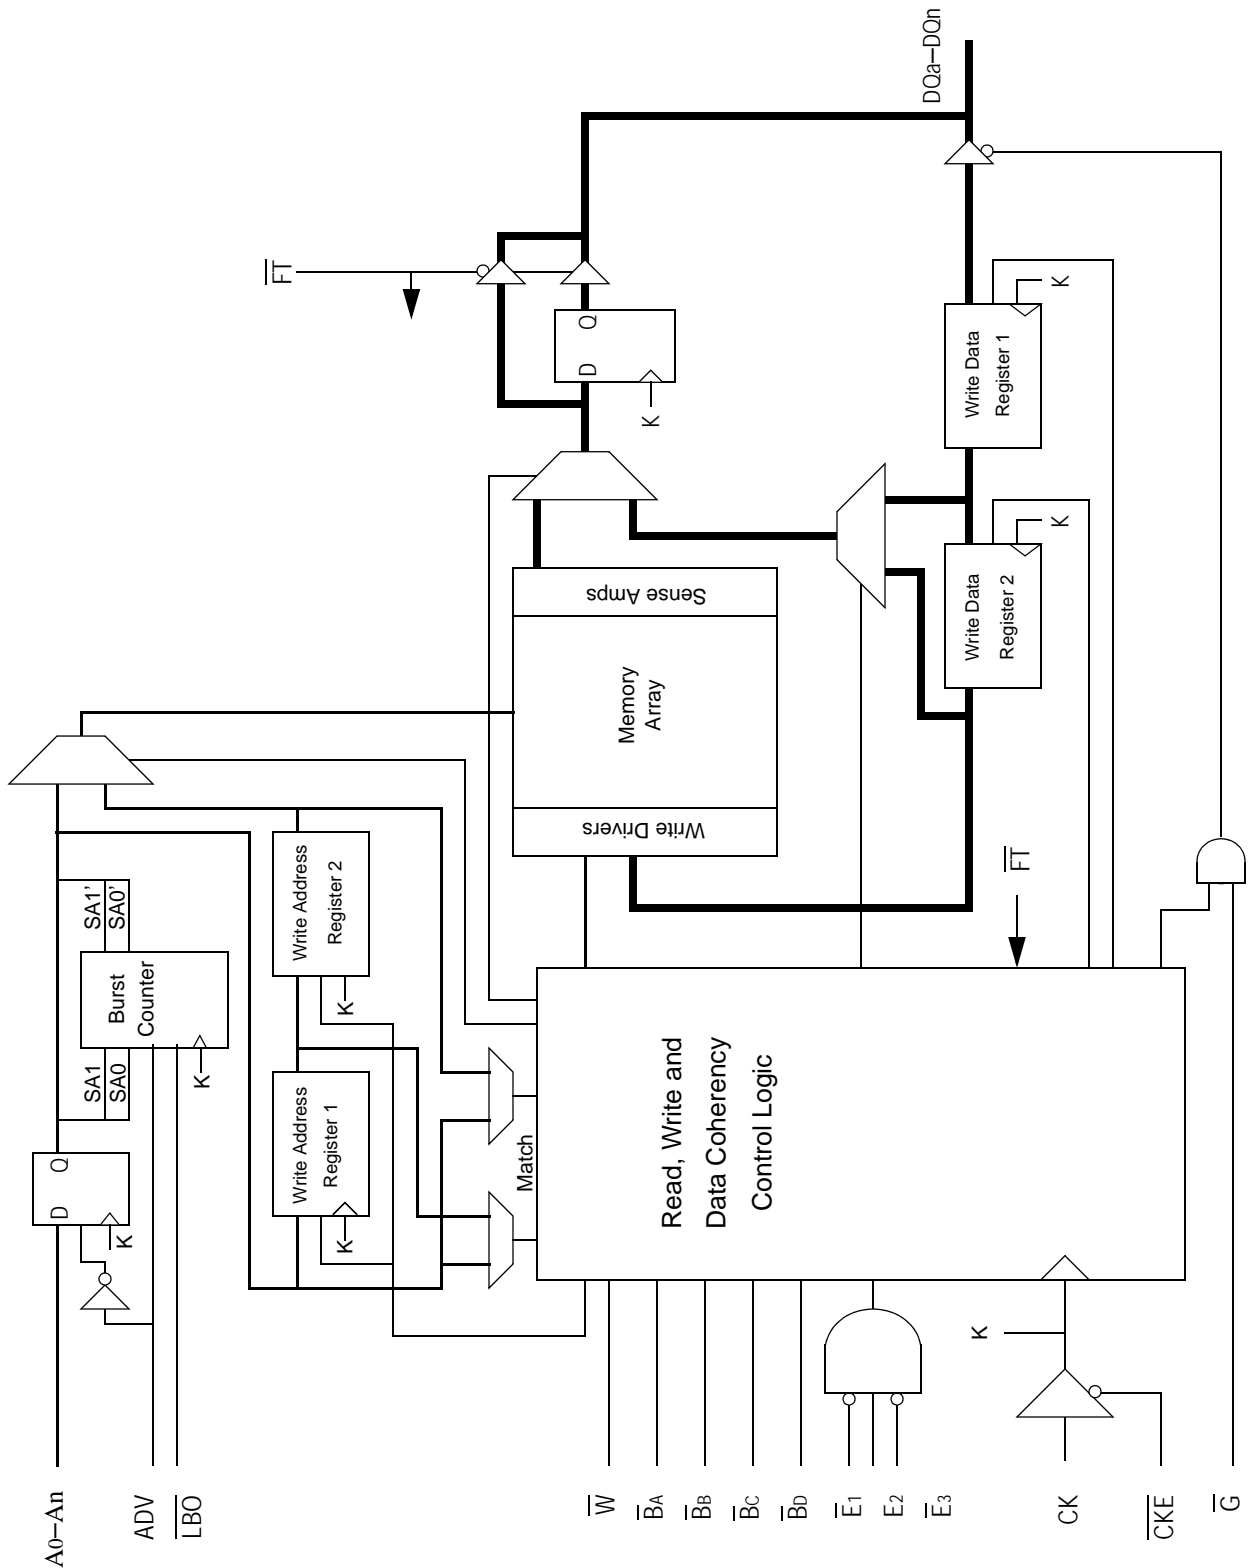 A0–An
ADV
LBO
W
BA
BB
BC
BD
E1
E2
E3
CK
CKE
G
D
Q
K
SA1
SA0
Burst
Counter
SA1'
SA0'
K
Write Address
Register 1
K
Write Address
Register 2
K
Match
Read, Write and
Data Coherency
Control Logic
K
FT
Write Drivers
Memory
Array
Sense Amps
Write Data
Register 2
K
Write Data
Register 1
K
D
Q
K
FT
DQa–DQn